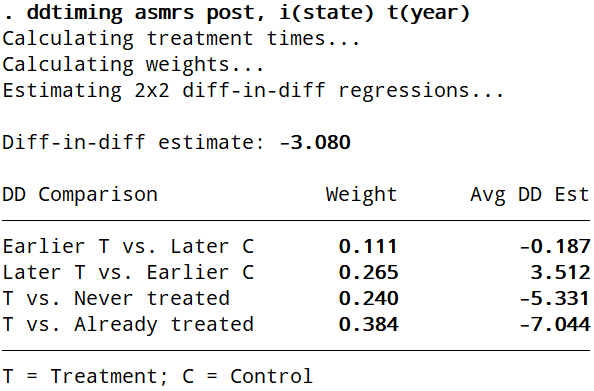 . ddtiming asmrs post, i(state) t(year)
Calculating treatment times...
Calculating weights...
Estimating 2x2 diff-in-diff regressions...
Diff-in-diff estimate: -3.080
DD Comparison Weight Avg DD Est
Earlier T vs. Later C 0.111 -0.187
Later T vs. Earlier C 0.265 3.512
T vs. Never treated 0.240 -5.331
T vs. Already treated 0.384 -7.044
T = Treatment; C = Control